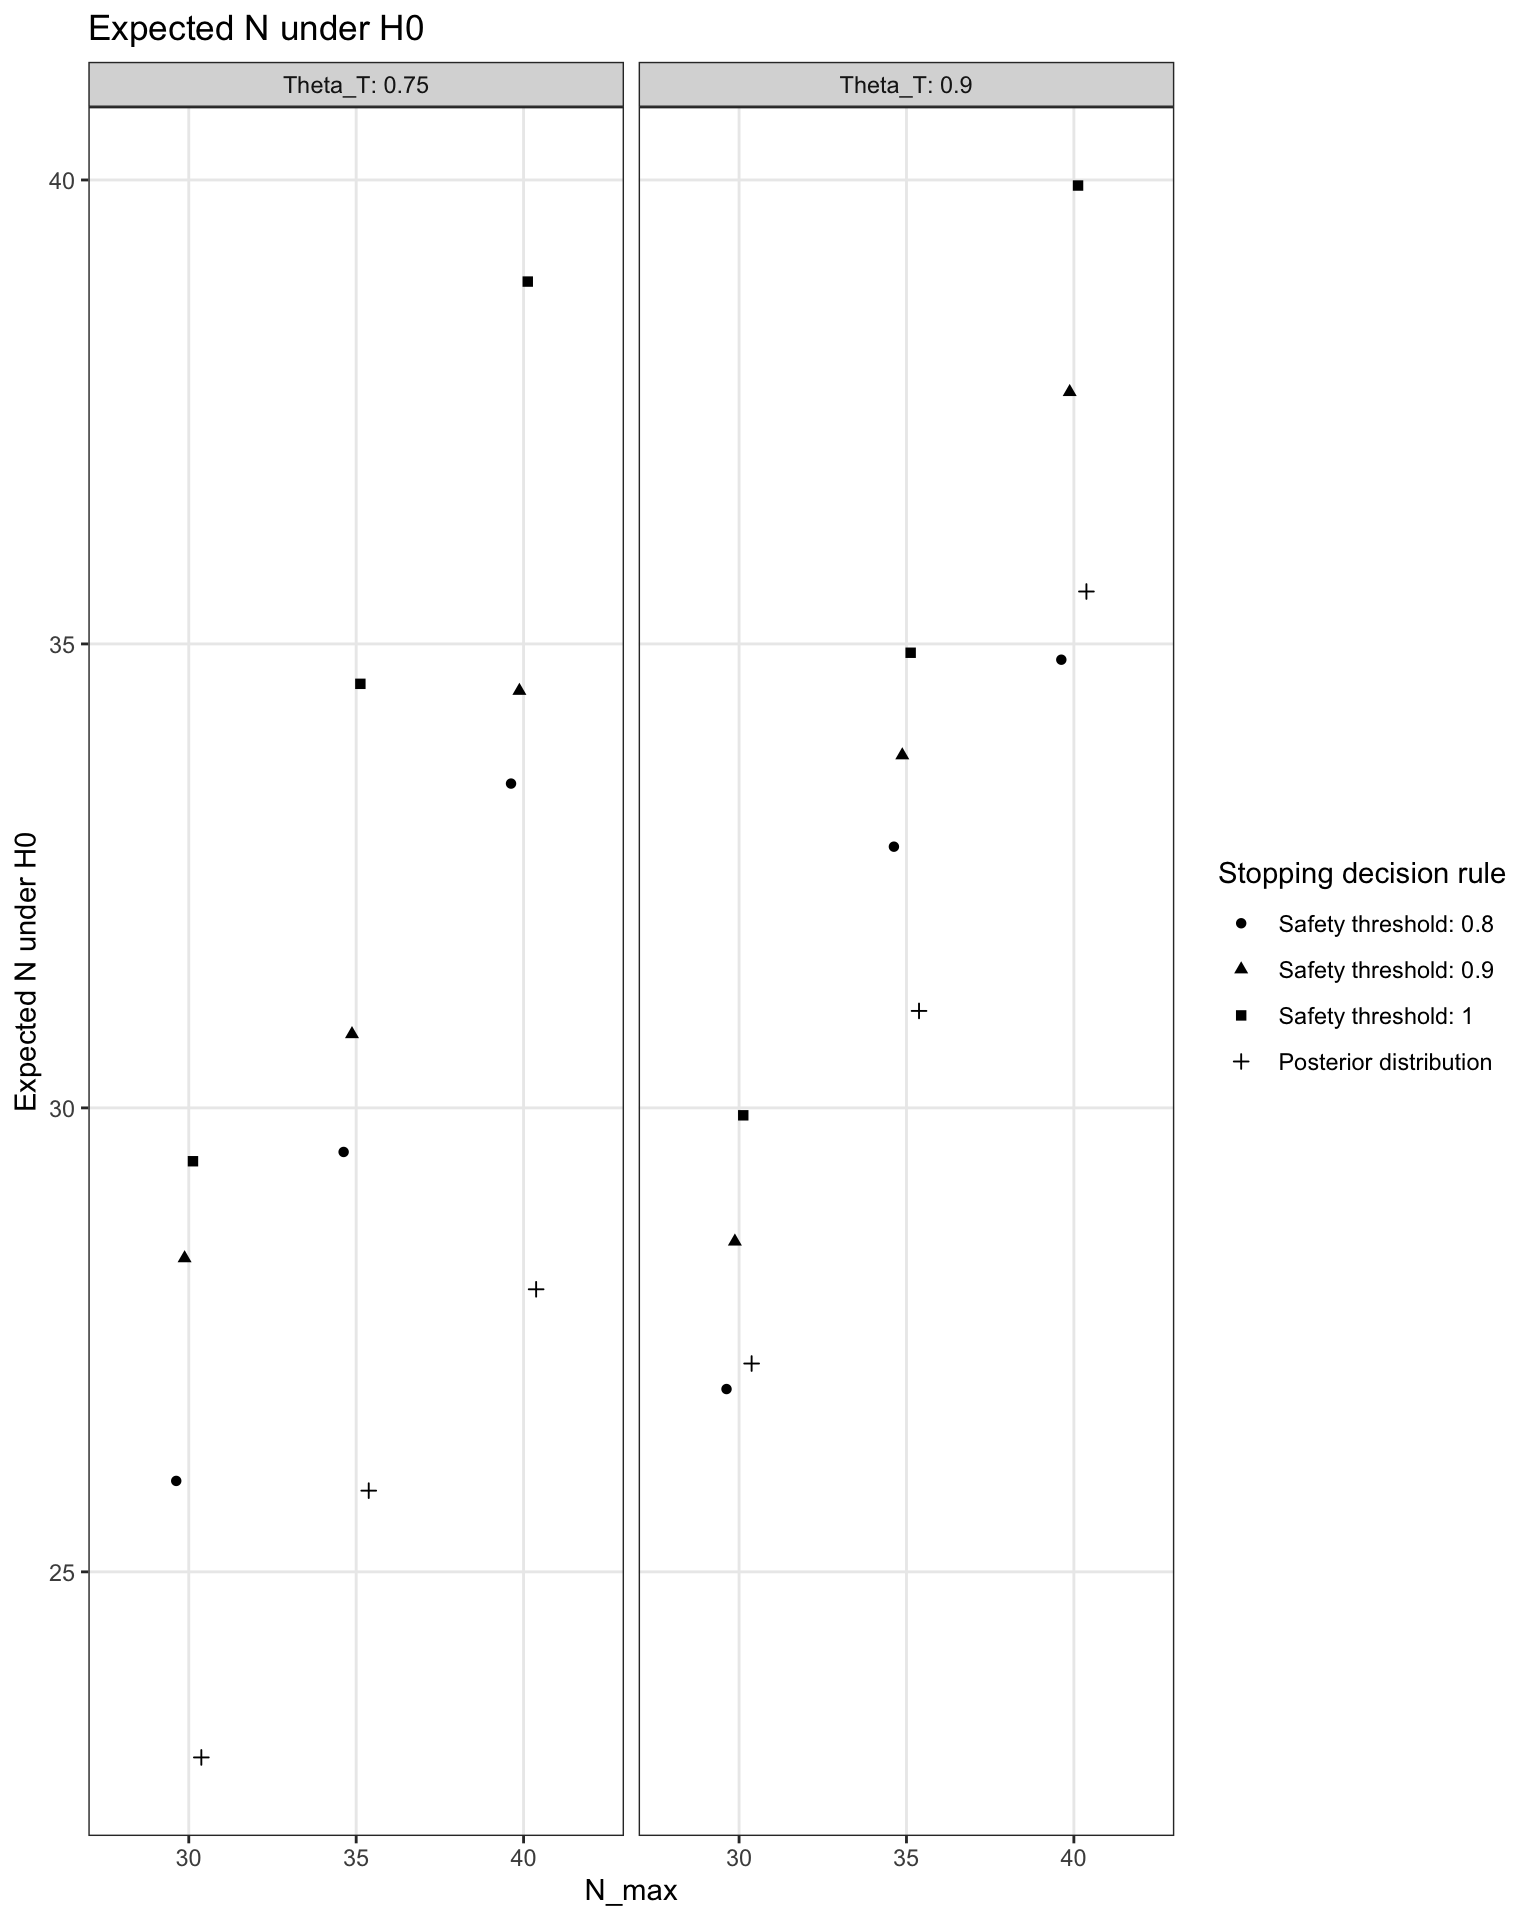 Expected N under H0
Theta_T: 0.75
Theta_T: 0.9
Expected N under H0
40
35
30
25
30
35
40
30
35
40
N_max
Stopping decision rule
Safety threshold: 0.8
Safety threshold: 0.9
Safety threshold: 1
Posterior distribution